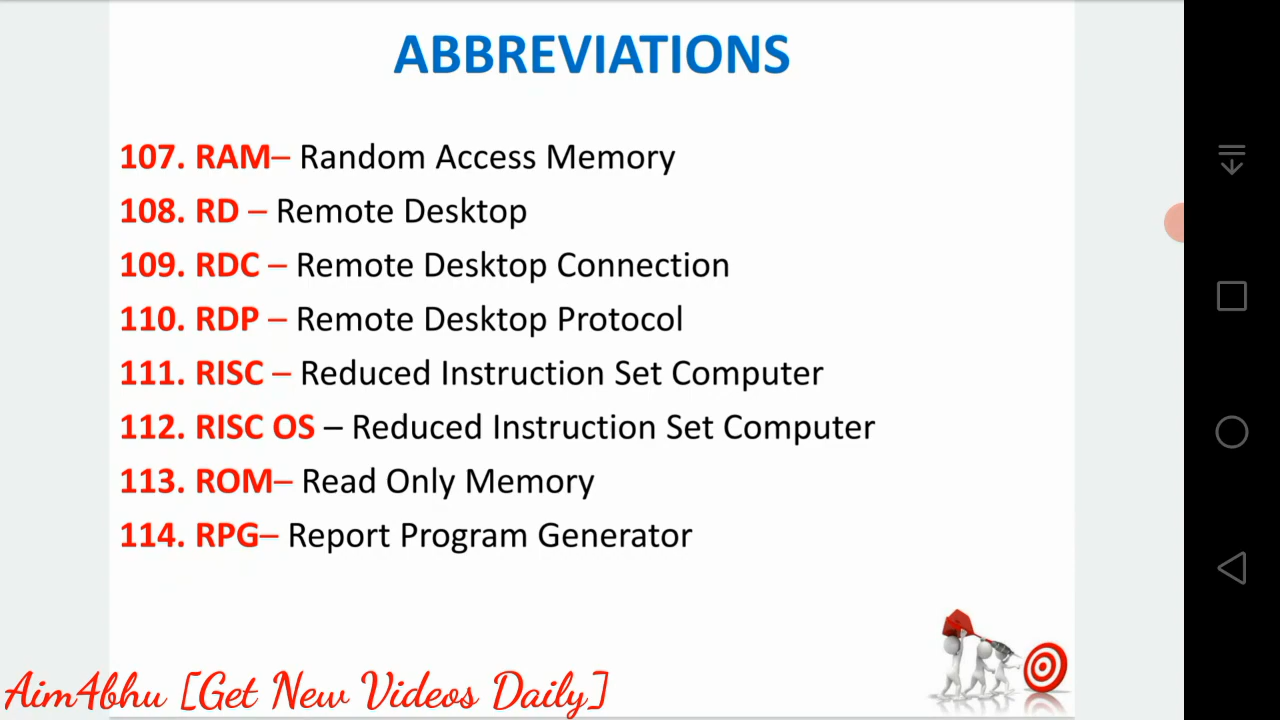 ABBREVIATIONS
107. RAM– Random Access Memory
108. RD – Remote Desktop
109. RDC – Remote Desktop Connection
110. RDP – Remote Desktop Protocol
111. RISC – Reduced Instruction Set Computer
112. RISC OS – Reduced Instruction Set Computer
113. ROM– Read Only Memory
114. RPG– Report Program Generator
Aim4bhu [Get New Videos Daily]